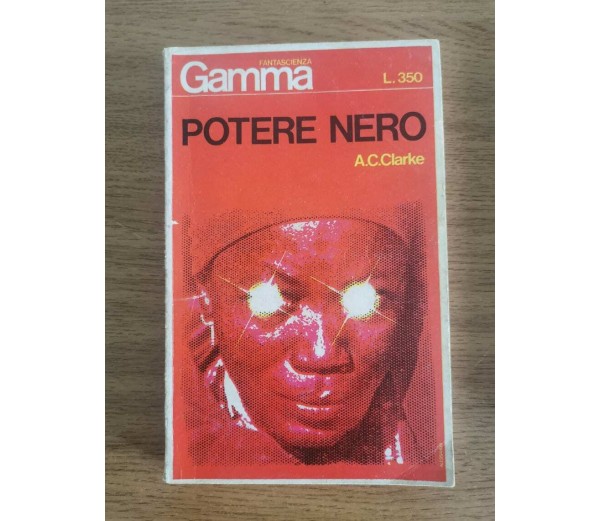 FANTASCIENZA
Gamma
L. 350
POTERE NERO
A.C.Clarke